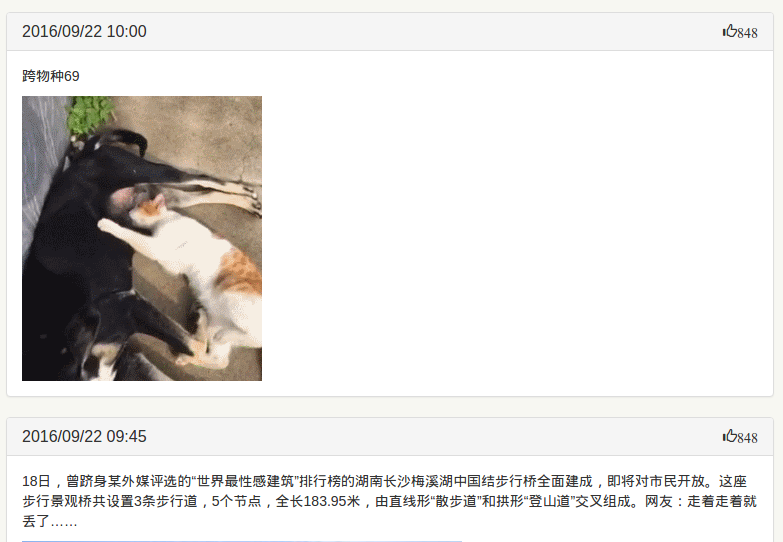 2016/09/22 10:00
848
跨物种69
2016/09/22 09:45
848
18日，曾跻身某外媒评选的“世界最性感建筑”排行榜的湖南长沙梅溪湖中国结步行桥全面建成，即将对市民开放。这座
步行景观桥共设置3条步行道，5个节点，全长183.95米，由直线形“散步道”和拱形“登山道”交叉组成。网友：走着走着就
丢了……